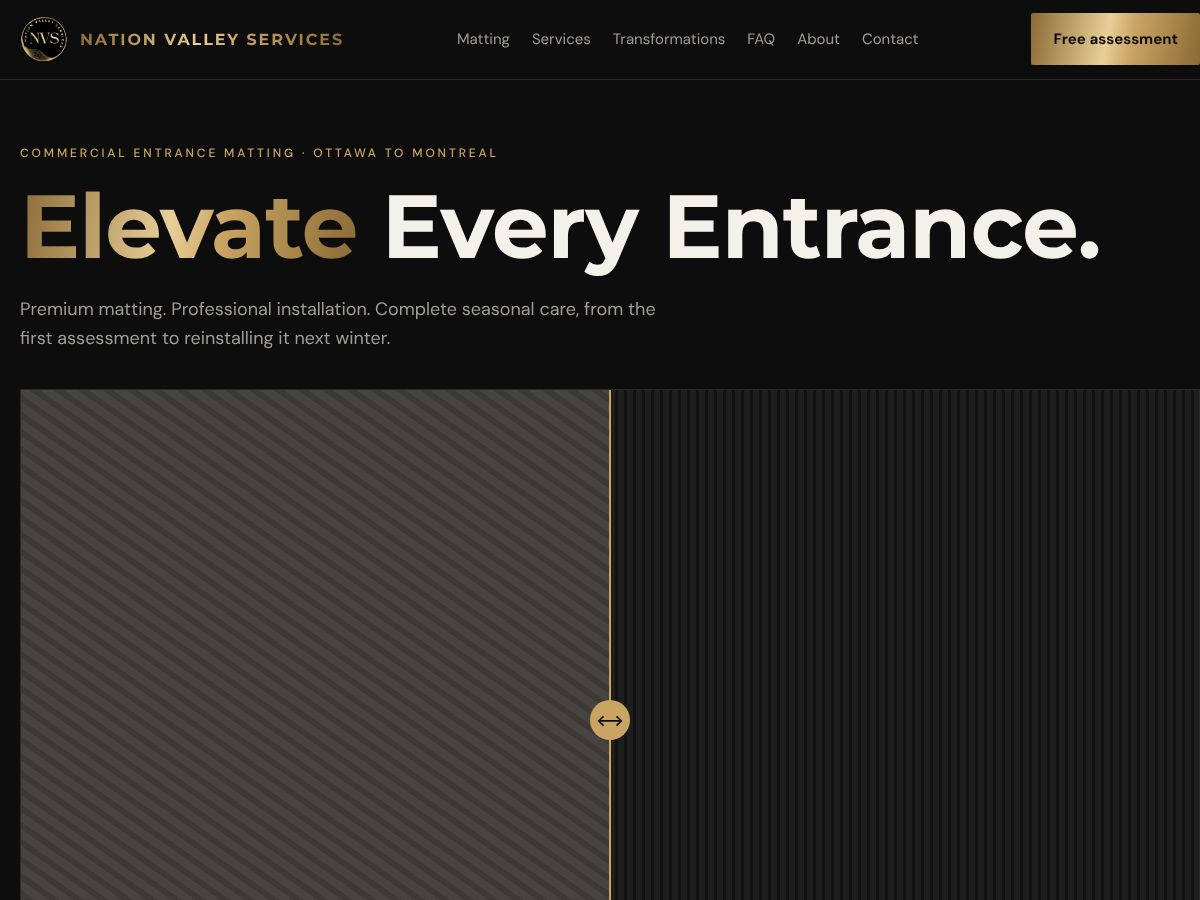 NVS
NATION VALLEY SERVICES
Matting
Services
Transformations
FAQ
About
Contact
Free assessment
COMMERCIAL ENTRANCE MATTING · OTTAWA TO MONTREAL
Elevate Every Entrance.
Premium matting. Professional installation. Complete seasonal care, from the
first assessment to reinstalling it next winter.